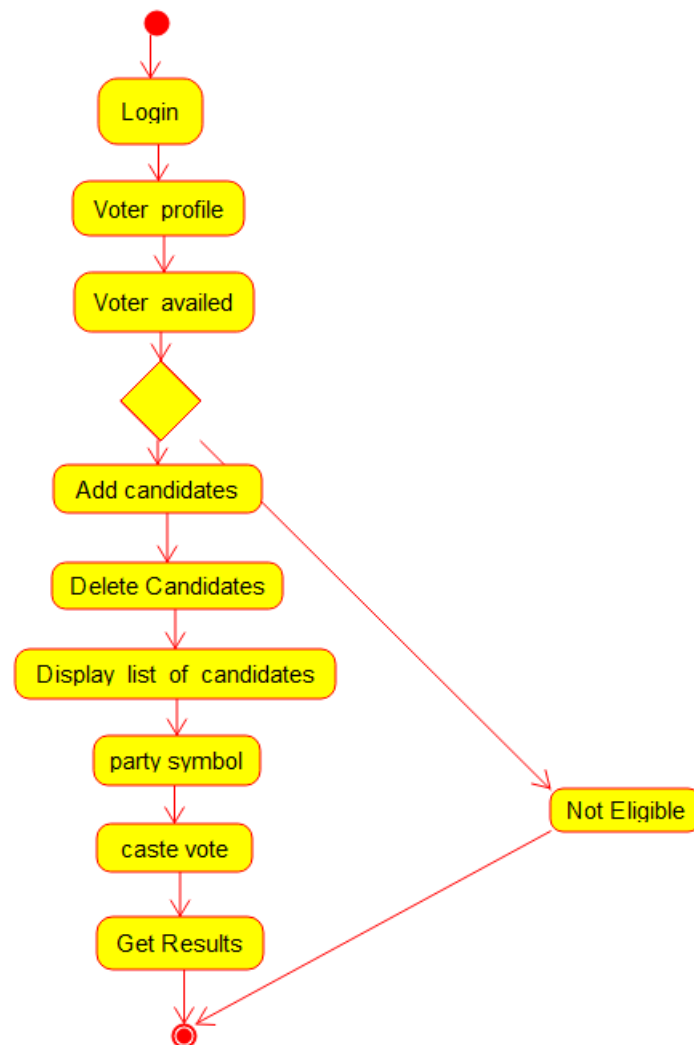 Login
Voter profile
Voter availed
Add candidates
Delete Candidates
Display list of candidates
party symbol
Not Eligible
caste vote
Get Results